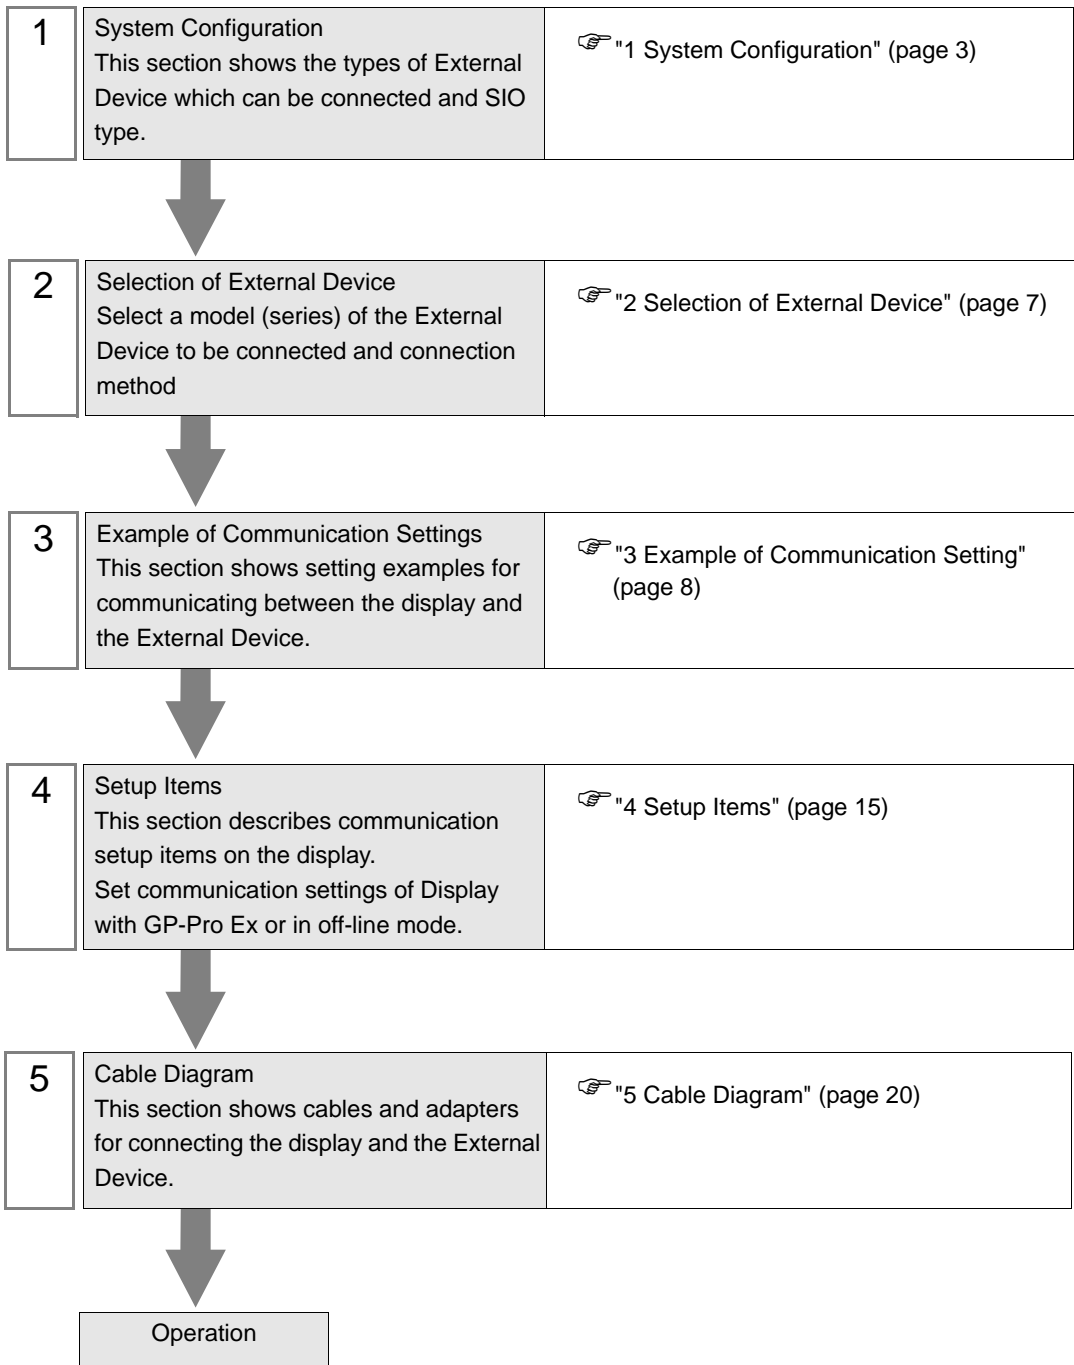 1
System Configuration
This section shows the types of External
Device which can be connected and SIO
type.
"1 System Configuration" (page 3)
2
Selection of External Device
Select a model (series) of the External
Device to be connected and connection
method
"2 Selection of External Device" (page 7)
3
Example of Communication Settings
This section shows setting examples for
communicating between the display and
the External Device.
"3 Example of Communication Setting"
(page 8)
4
Setup Items
This section describes communication
setup items on the display.
Set communication settings of Display
with GP-Pro Ex or in off-line mode.
"4 Setup Items" (page 15)
5
Cable Diagram
This section shows cables and adapters
for connecting the display and the External
Device.
"5 Cable Diagram" (page 20)
Operation